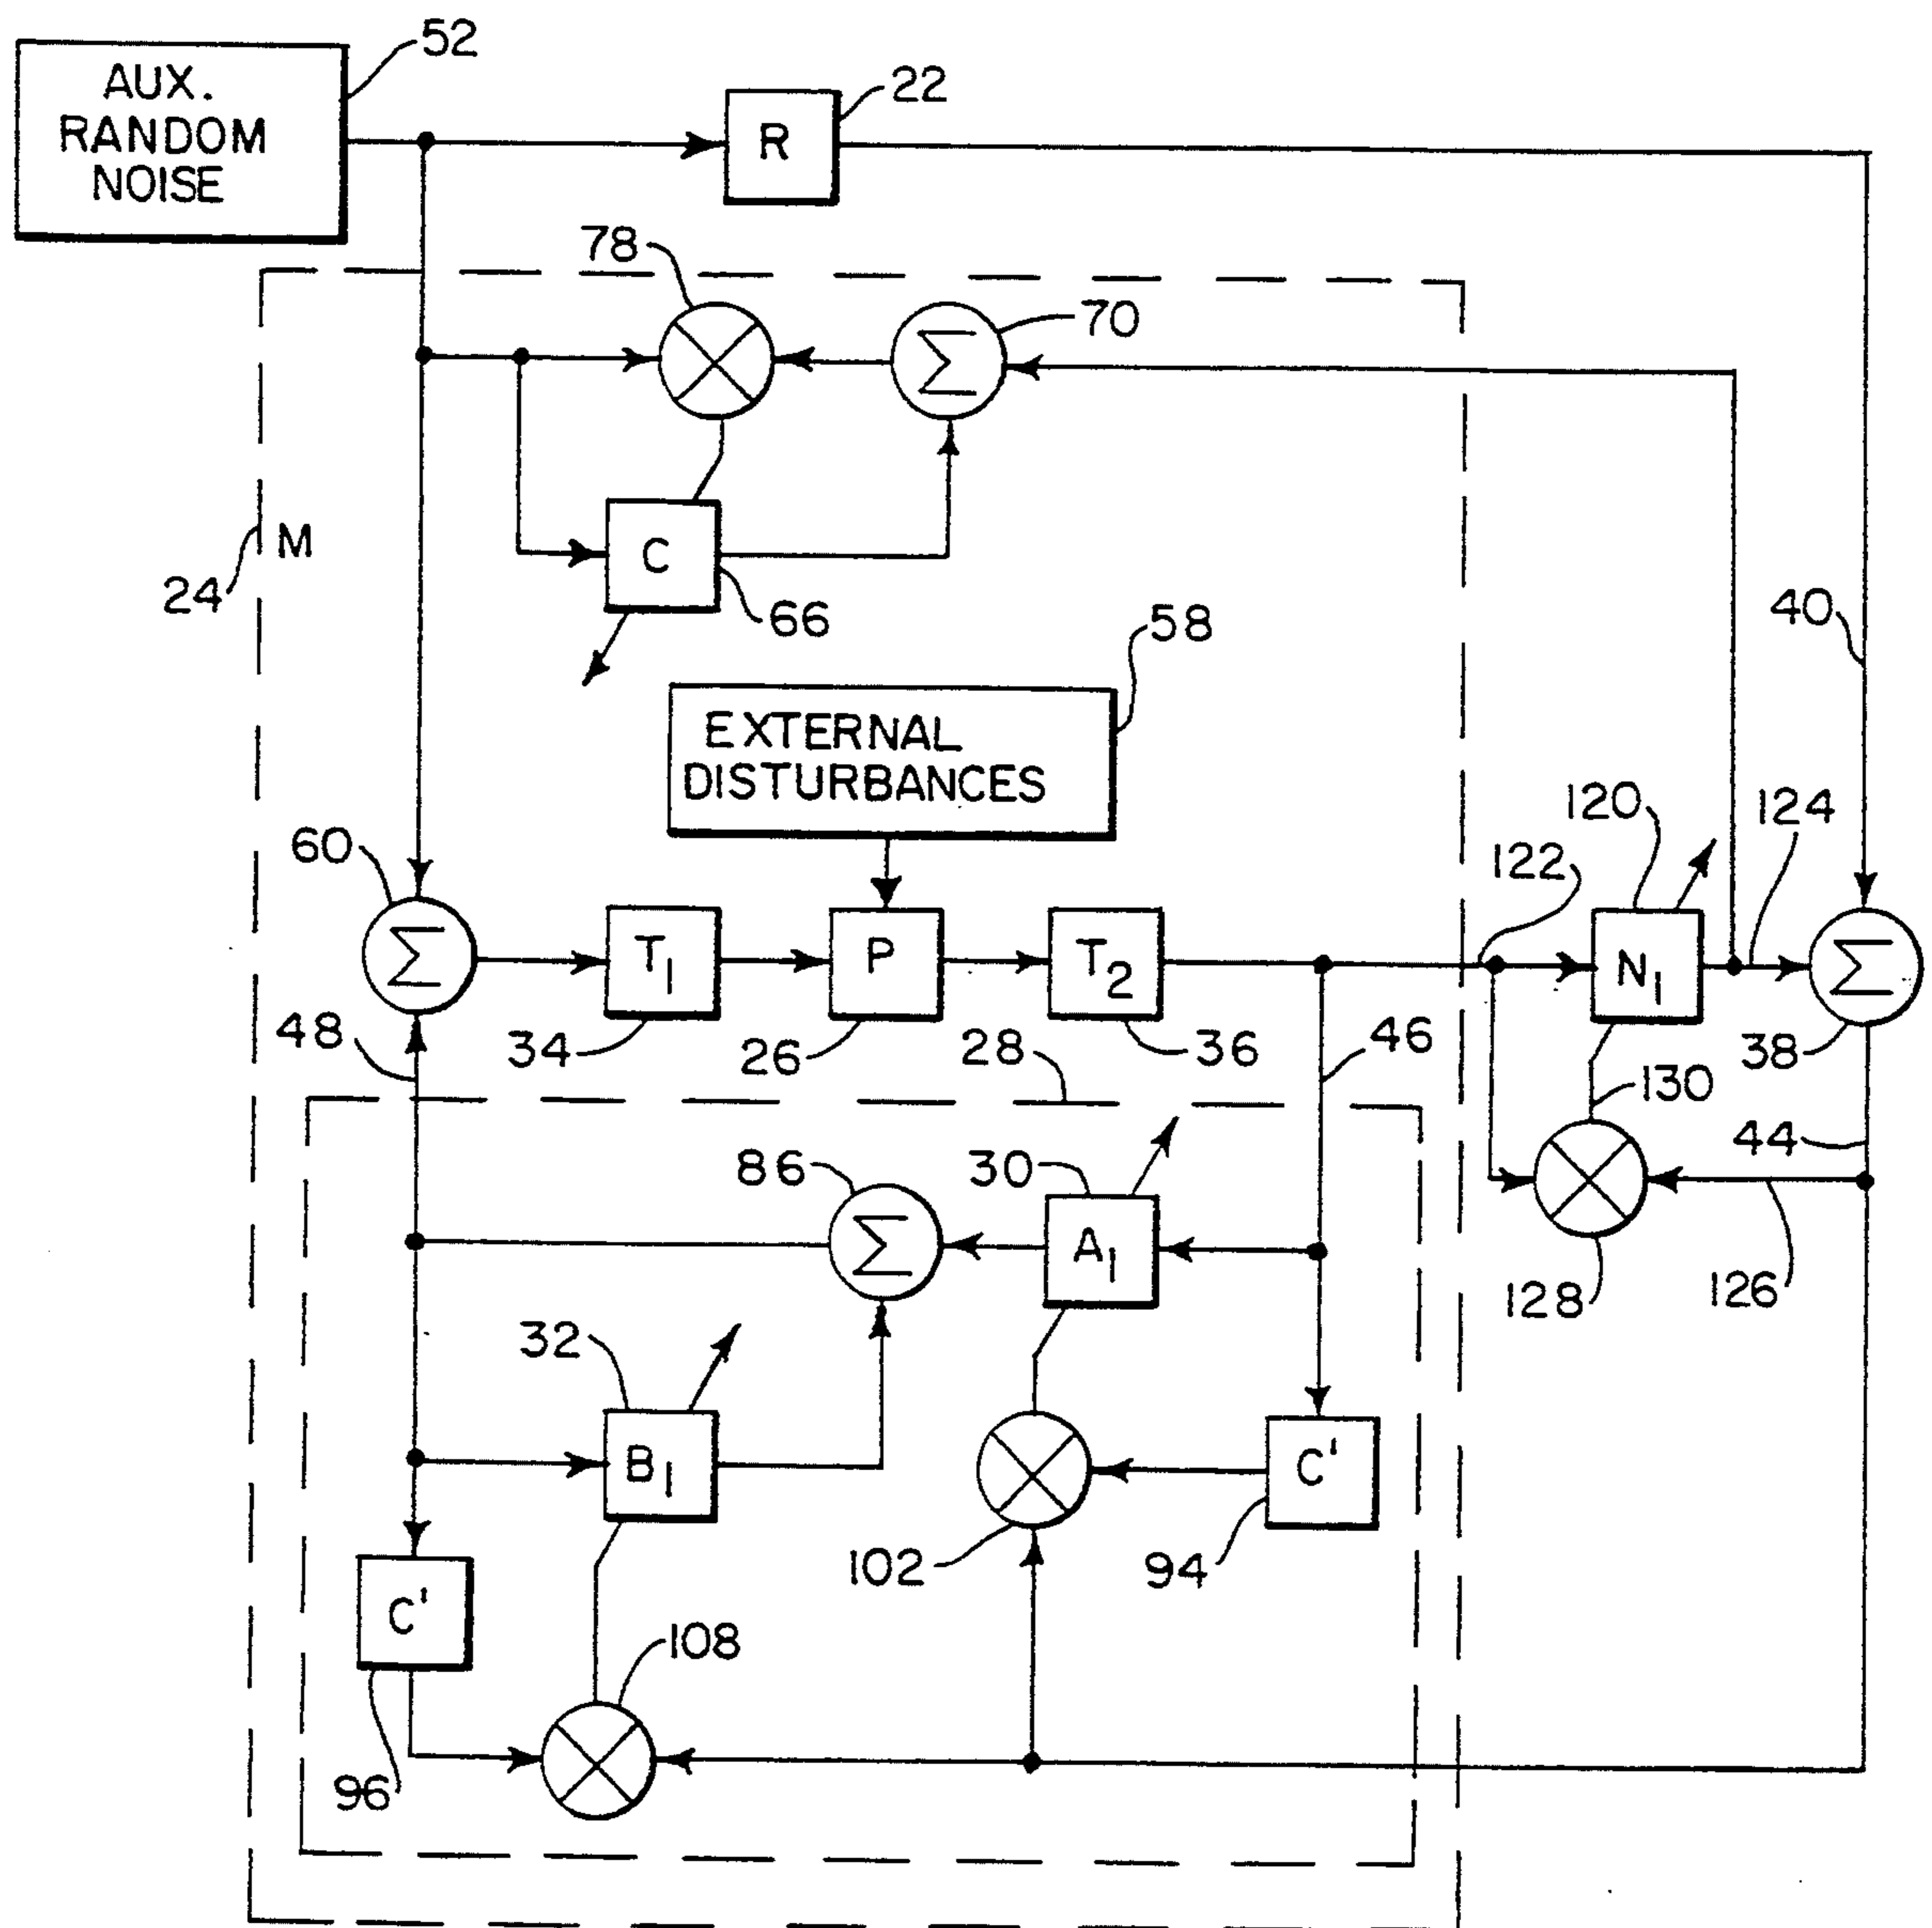 52
AUX.
RANDOM
NOISE
22
R
78
70
Σ
24
M
C
66
58
40
EXTERNAL
DISTURBANCES
60
120
124
122
Σ
T1
P
T2
N1
Σ
48
34
26
28
36
46
38
130
44
86
30
Σ
A1
128
126
32
B1
C'
102
94
C'
108
96